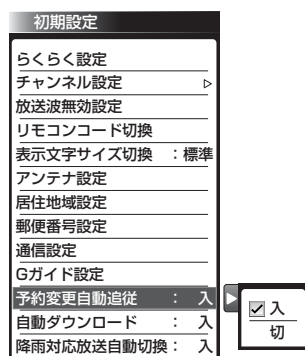 初期設定
らくらく設定
チャンネル設定
放送波無効設定
リモコンコード切換
表示文字サイズ切換 ：標準
アンテナ設定
居住地域設定
郵便番号設定
通信設定
Gガイド設定
予約変更自動追従 ： 入
自動ダウンロード ： 入
降雨対応放送自動切換： 入
入
切